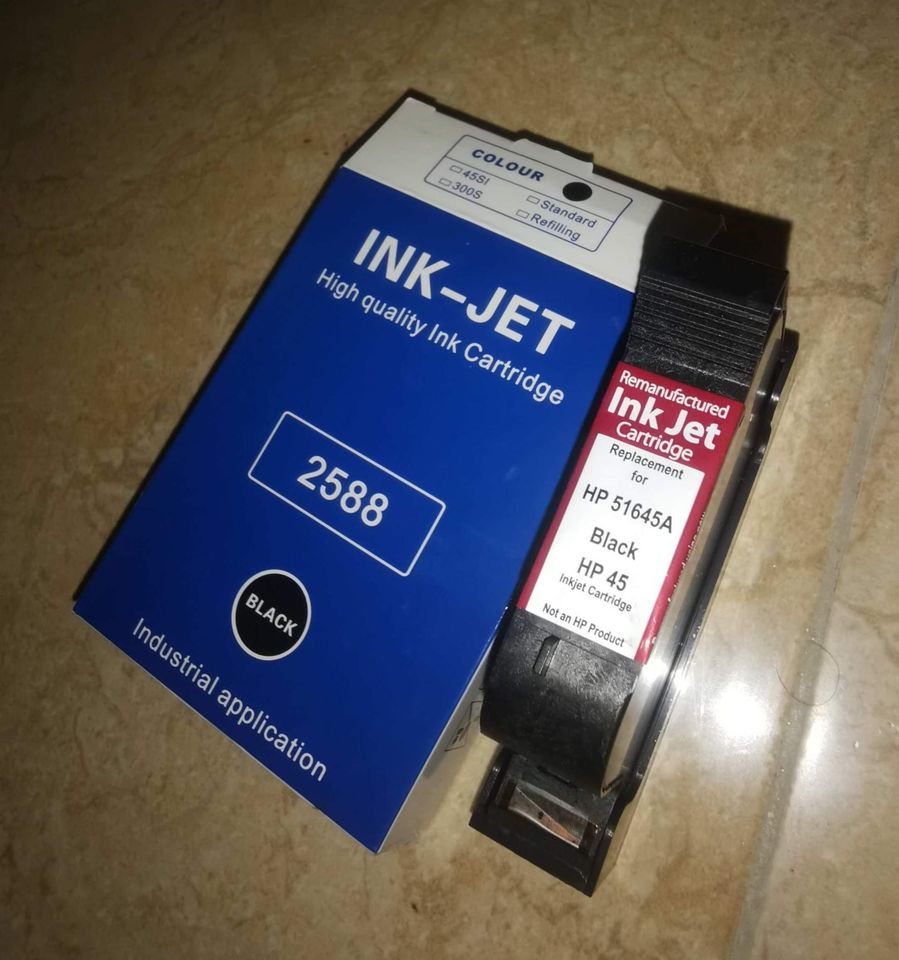 COLOUR
45SI
Standard
300S
Refilling
INK-JET
High quality Ink Cartridge
2588
BLACK
Industrial application
Remanufactured
Ink Jet
Cartridge
Replacement
for
HP 51645A
Black
HP 45
Inkjet Cartridge
Not an HP Product